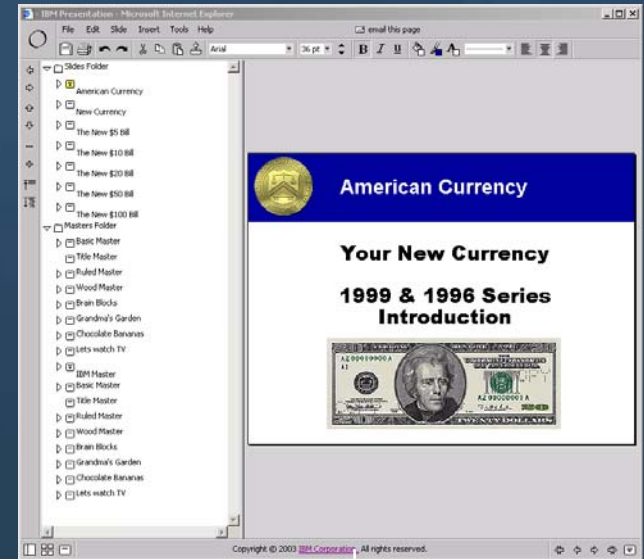 IBM Presentation - Microsoft Internet Explorer
File Edit Slide Insert Tools Help
email this page
Arial
36 pt
B I U
Slides Folder
American Currency
New Currency
The New $5 Bill
The New $10 Bill
The New $20 Bill
The New $50 Bill
The New $100 Bill
Masters Folder
Basic Master
Title Master
Ruled Master
Wood Master
Brain Blocks
Grandma's Garden
Chocolate Bananas
Lets watch TV
IBM Master
Basic Master
Title Master
Ruled Master
Wood Master
Brain Blocks
Grandma's Garden
Chocolate Bananas
Lets watch TV
American Currency
Your New Currency
1999 & 1996 Series
Introduction
TWENTY DOLLARS
Copyright © 2003 IBM Corporation. All rights reserved.